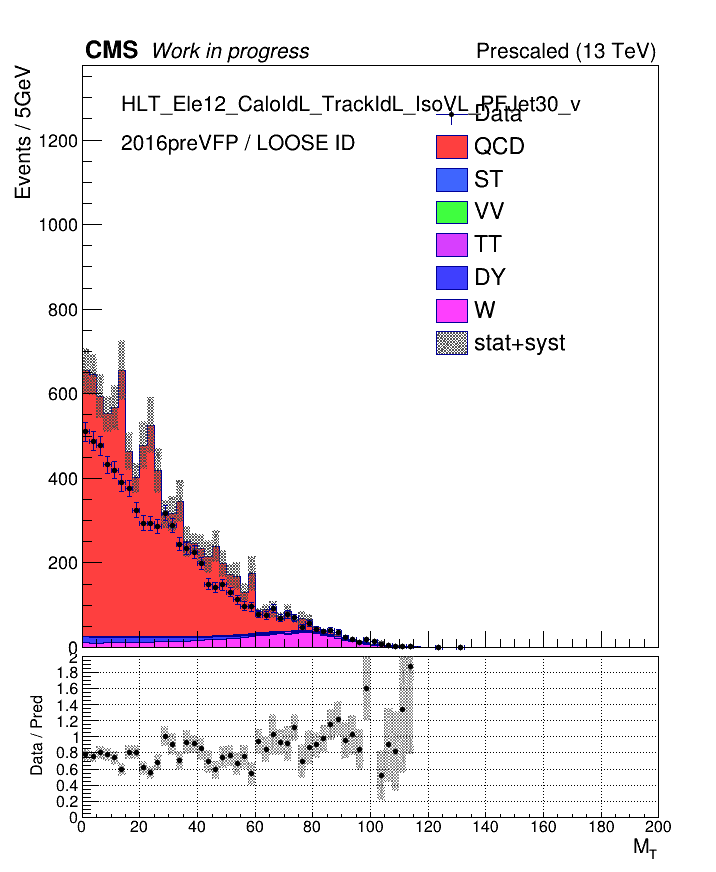 CMS Work in progress Prescaled (13 TeV)
Events / 5GeV
HLT_Ele12_CaloIdL_TrackIdL_IsoVL_PFJet30_v
2016preVFP / LOOSE ID
Data
QCD
ST
VV
TT
DY
W
stat+syst
1200
1000
800
600
400
200
0
Data / Pred
2
1.8
1.6
1.4
1.2
1
0.8
0.6
0.4
0.2
0
0 20 40 60 80 100 120 140 160 180 200
M_T